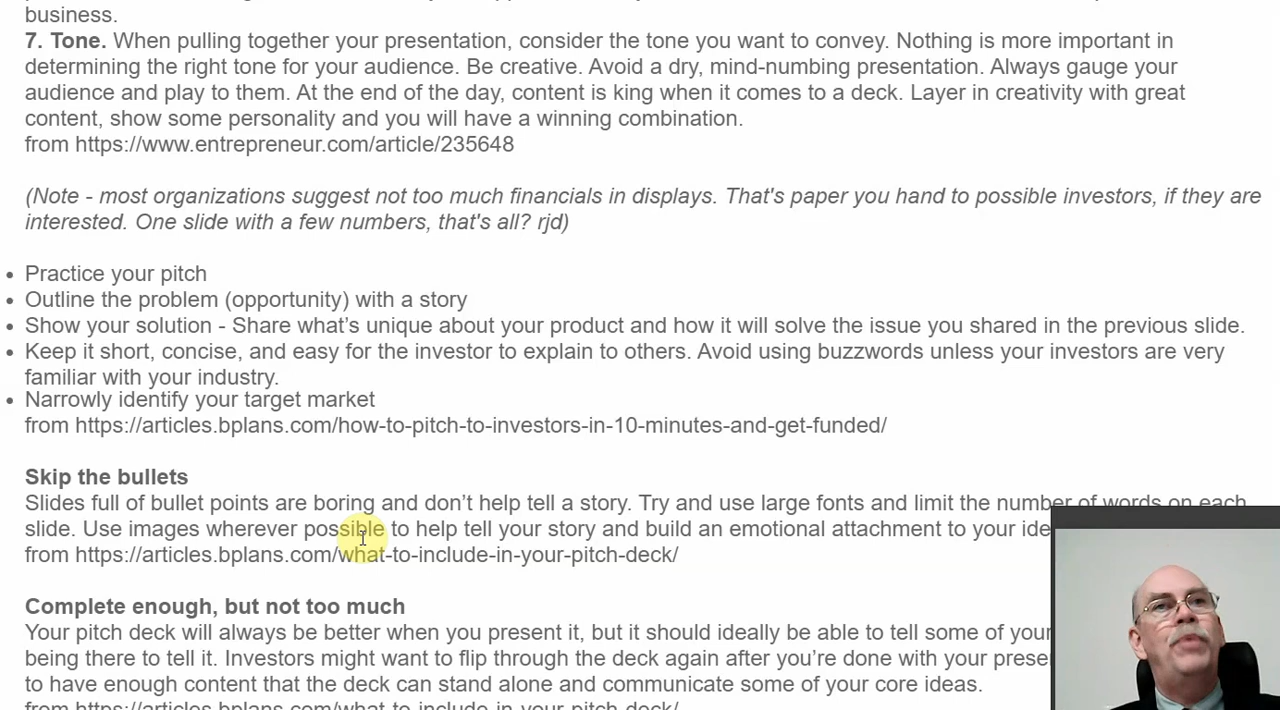 business.
7. Tone. When pulling together your presentation, consider the tone you want to convey. Nothing is more important in
determining the right tone for your audience. Be creative. Avoid a dry, mind-numbing presentation. Always gauge your
audience and play to them. At the end of the day, content is king when it comes to a deck. Layer in creativity with great
content, show some personality and you will have a winning combination.
from https://www.entrepreneur.com/article/235648
(Note - most organizations suggest not too much financials in displays. That's paper you hand to possible investors, if they are
interested. One slide with a few numbers, that's all? rjd)
• Practice your pitch
• Outline the problem (opportunity) with a story
• Show your solution - Share what’s unique about your product and how it will solve the issue you shared in the previous slide.
• Keep it short, concise, and easy for the investor to explain to others. Avoid using buzzwords unless your investors are very
familiar with your industry.
• Narrowly identify your target market
from https://articles.bplans.com/how-to-pitch-to-investors-in-10-minutes-and-get-funded/
Skip the bullets
Slides full of bullet points are boring and don’t help tell a story. Try and use large fonts and limit the number of words on each
slide. Use images wherever possible to help tell your story and build an emotional attachment to your
from https://articles.bplans.com/what-to-include-in-your-pitch-deck/
Complete enough, but not too much
Your pitch deck will always be better when you present it, but it should ideally be able to tell some of your
being there to tell it. Investors might want to flip through the deck again after you’re done with your
to have enough content that the deck can stand alone and communicate some of your core ideas.
from https://articles.bplans.com/what-to-include-in-your-pitch-deck/